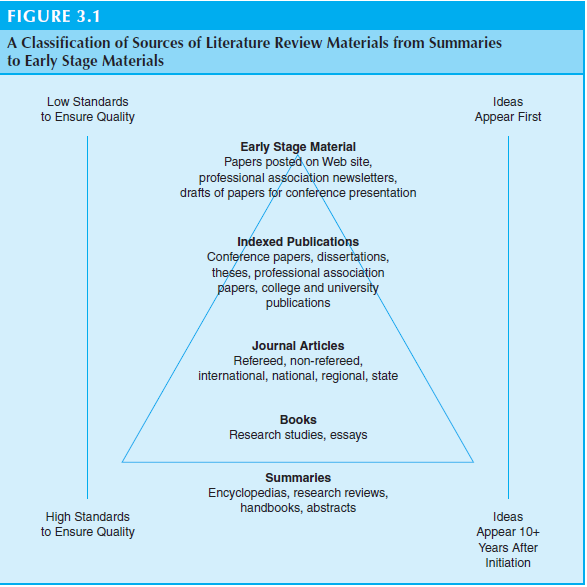 FIGURE 3.1
A Classification of Sources of Literature Review Materials from Summaries
to Early Stage Materials
Low Standards
to Ensure Quality
Ideas
Appear First
Early Stage Material
Papers posted on Web site,
professional association newsletters,
drafts of papers for conference presentation
Indexed Publications
Conference papers, dissertations,
theses, professional association
papers, college and university
publications
Journal Articles
Refereed, non-refereed,
international, national, regional, state
Books
Research studies, essays
Summaries
Encyclopedias, research reviews,
handbooks, abstracts
High Standards
to Ensure Quality
Ideas
Appear 10+
Years After
Initiation